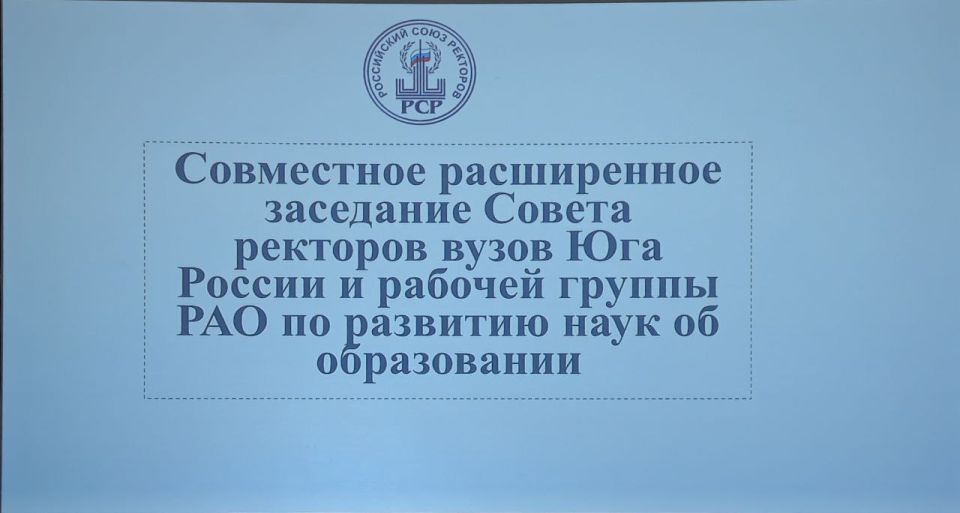 РОССИЙСКИЙ СОЮЗ РЕКТОРОВ
РСР
Совместное расширенное
заседание Совета
ректоров вузов Юга
России и рабочей группы
РАО по развитию наук об
образовании